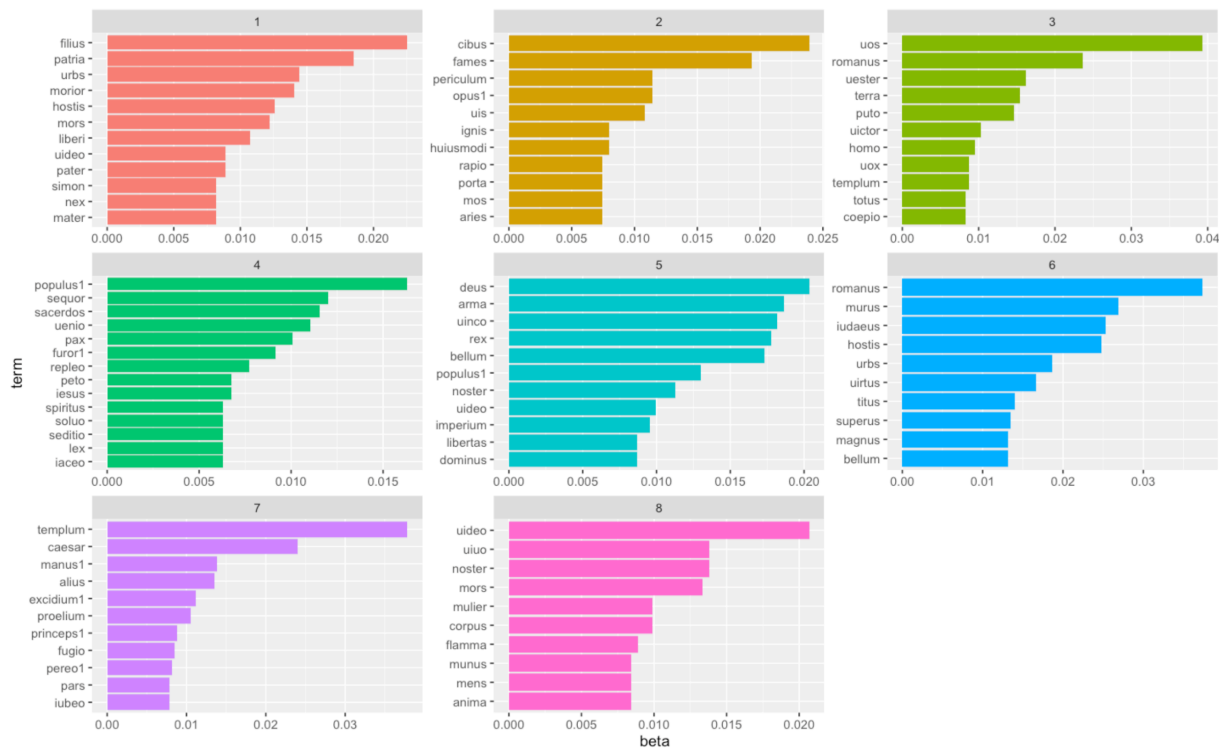 1
filius
patria
urbs
morior
hostis
mors
liberi
uideo
pater
simon
nex
mater
0.000 0.005 0.010 0.015 0.020
2
cibus
fames
periculum
opus1
uis
ignis
huiusmodi
rapio
porta
mos
aries
0.000 0.005 0.010 0.015 0.020 0.025
3
uos
romanus
uester
terra
puto
uictor
homo
uox
templum
totus
coepio
0.00 0.01 0.02 0.03 0.04
term
4
populus1
sequor
sacerdos
uenio
pax
furor1
repleo
peto
iesus
spiritus
soluo
seditio
lex
iaceo
0.000 0.005 0.010 0.015
5
deus
arma
uinco
rex
bellum
populus1
noster
uideo
imperium
libertas
dominus
0.000 0.005 0.010 0.015 0.020
6
romanus
murus
iudaeus
hostis
urbs
uirtus
titus
superus
magnus
bellum
0.00 0.01 0.02 0.03
7
templum
caesar
manus1
alius
excidium1
proelium
princeps1
fugio
pereo1
pars
iubeo
0.00 0.01 0.02 0.03
8
uideo
uiuo
noster
mors
mulier
corpus
flamma
munus
mens
anima
0.000 0.005 0.010 0.015 0.020
beta